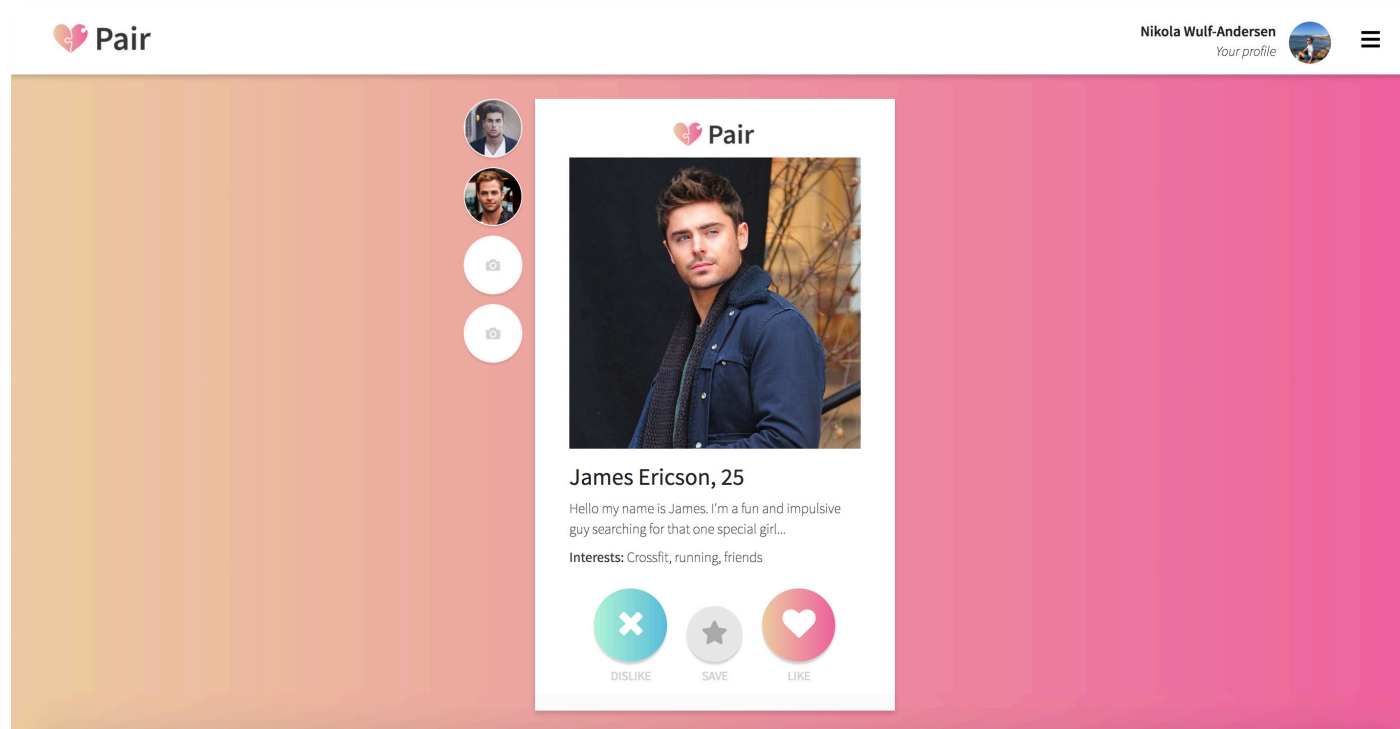 Pair
Nikola Wulf-Andersen
Your profile
Pair
James Ericson, 25
Hello my name is James. I'm a fun and impulsive
guy searching for that one special girl...
Interests: Crossfit, running, friends
DISLIKE
SAVE
LIKE